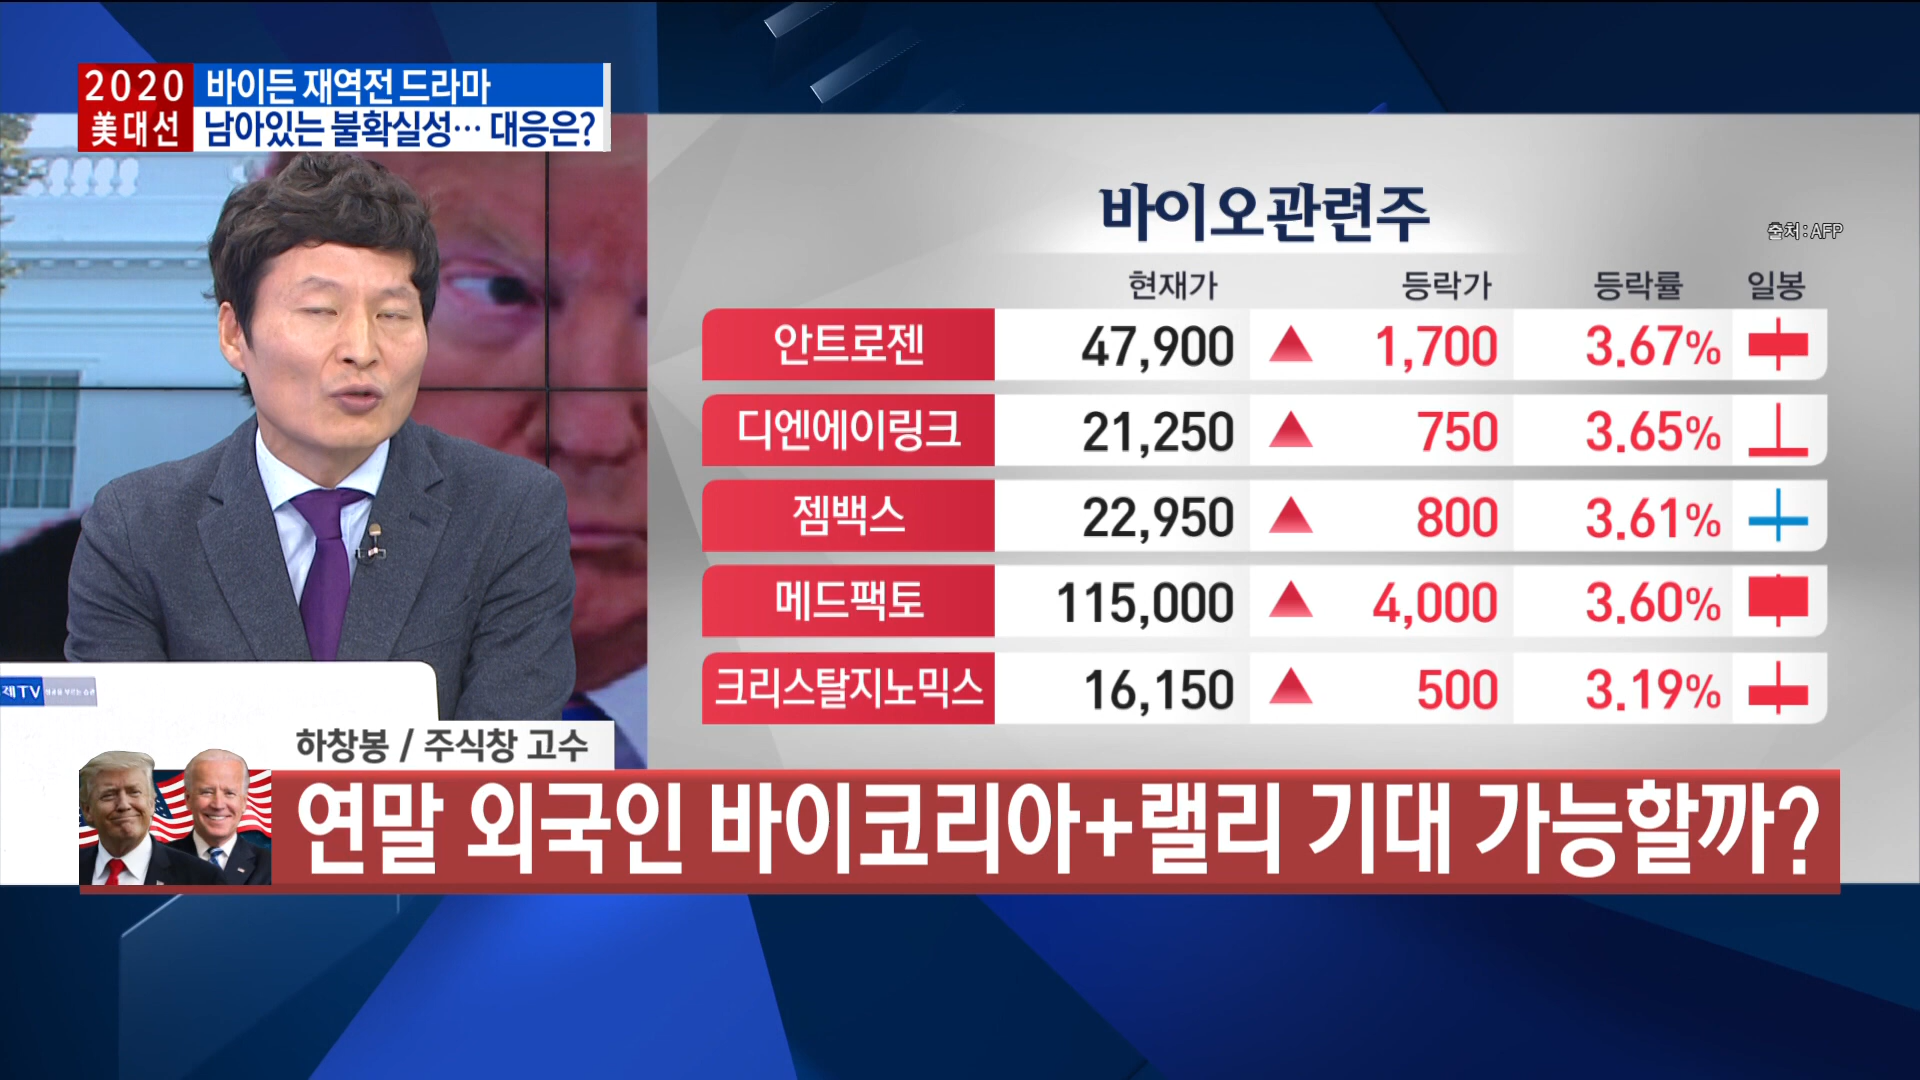 2020
美대선
바이든 재역전 드라마
남아있는 불확실성… 대응은?
바이오관련주
출처:AFP
현재가 등락가 등락률 일봉
안트로젠 47,900 ▲ 1,700 3.67%
디엔에이링크 21,250 ▲ 750 3.65%
젬백스 22,950 ▲ 800 3.61%
메드팩토 115,000 ▲ 4,000 3.60%
크리스탈지노믹스 16,150 ▲ 500 3.19%
제TV
하창봉 / 주식창 고수
연말 외국인 바이코리아+랠리 기대 가능할까?